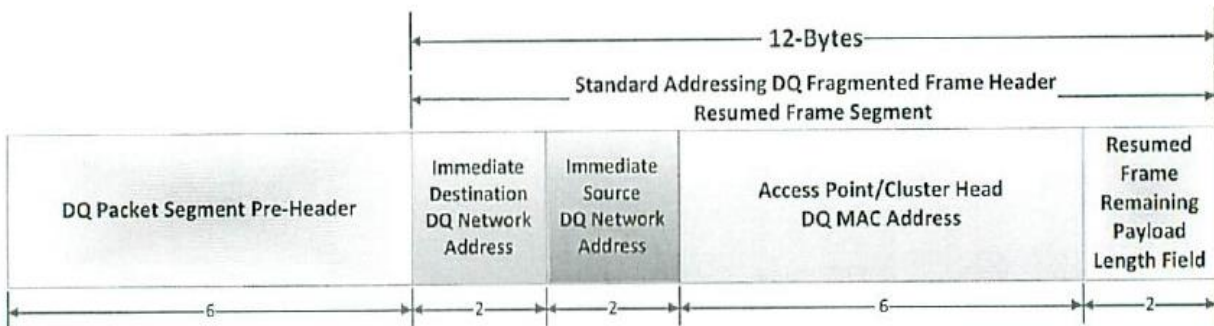 12-Bytes
Standard Addressing DQ Fragmented Frame Header
Resumed Frame Segment
DQ Packet Segment Pre-Header
Immediate
Destination
DQ Network
Address
Immediate
Source
DQ Network
Address
Access Point/Cluster Head
DQ MAC Address
Resumed
Frame
Remaining
Payload
Length Field
6
2
2
6
2